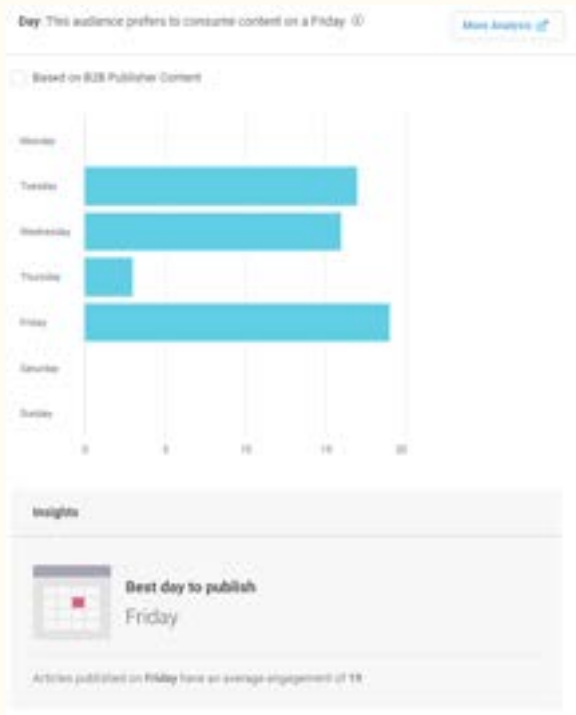 Day: This audience prefers to consume content on a Friday
More Analysis
Based on B2B Publisher Content
Monday
Tuesday
Wednesday
Thursday
Friday
Saturday
Sunday
0 5 10 15 20
Insights
Best day to publish
Friday
Articles published on Friday have an average engagement of 19